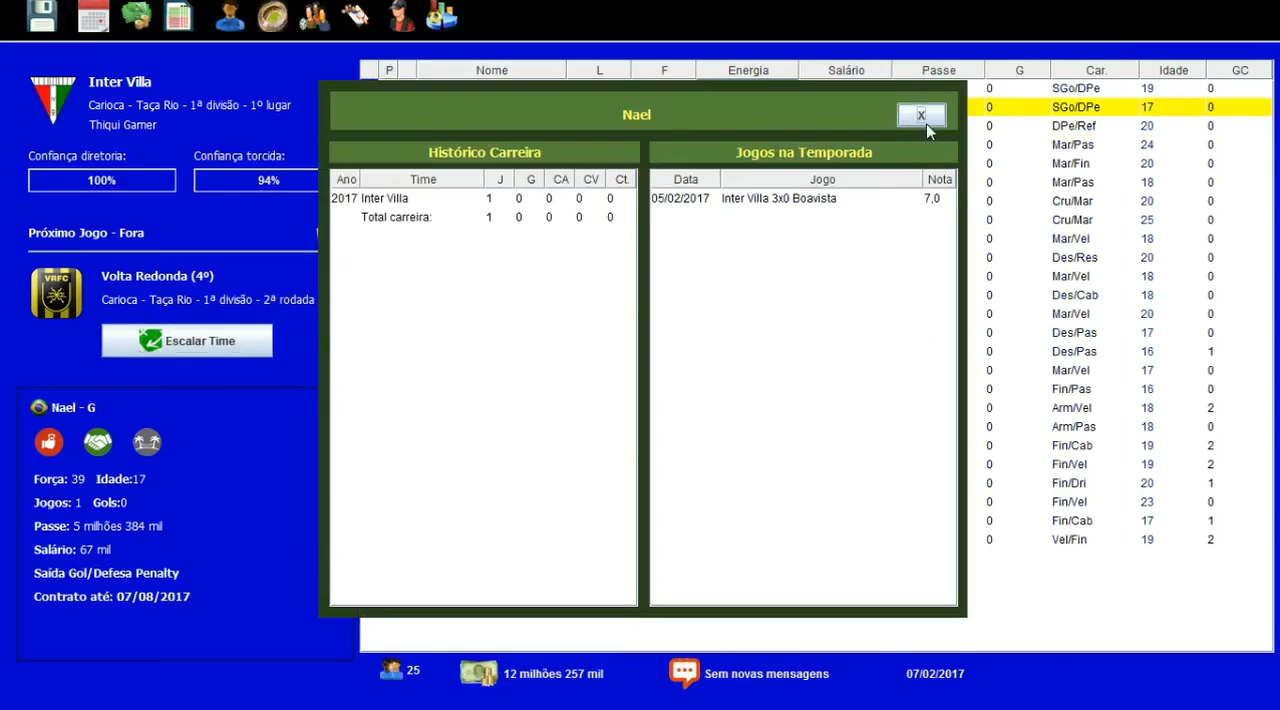 P Nome L F Energia Salário Passe G Car. Idade GC
Inter Villa
Carioca - Taça Rio - 1ª divisão - 1º lugar
Thiqui Gamer
Confiança diretoria: Confiança torcida:
100% 94%
Próximo Jogo - Fora
VRFC
Volta Redonda (4º)
Carioca - Taça Rio - 1ª divisão - 2ª rodada
Escalar Time
Nael - G
Força: 39 Idade:17
Jogos: 1 Gols:0
Passe: 5 milhões 384 mil
Salário: 67 mil
Saída Gol/Defesa Penalty
Contrato até: 07/08/2017
Nael X
Histórico Carreira
Ano Time J G CA CV Ct.
2017 Inter Villa 1 0 0 0 0
Total carreira: 1 0 0 0 0
Jogos na Temporada
Data Jogo Nota
05/02/2017 Inter Villa 3x0 Boavista 7,0
0 SGo/DPe 19 0
0 SGo/DPe 17 0
0 DPe/Ref 20 0
0 Mar/Pas 24 0
0 Mar/Fin 20 0
0 Mar/Pas 18 0
0 Cru/Mar 20 0
0 Cru/Mar 25 0
0 Mar/Vel 18 0
0 Des/Res 20 0
0 Mar/Vel 18 0
0 Des/Cab 18 0
0 Mar/Vel 20 0
0 Des/Pas 17 0
0 Des/Pas 16 1
0 Mar/Vel 17 0
0 Fin/Pas 16 0
0 Arm/Vel 18 2
0 Arm/Pas 18 0
0 Fin/Cab 19 2
0 Fin/Vel 19 2
0 Fin/Dri 20 1
0 Fin/Vel 23 0
0 Fin/Cab 17 1
0 Vel/Fin 19 2
25 12 milhões 257 mil Sem novas mensagens 07/02/2017